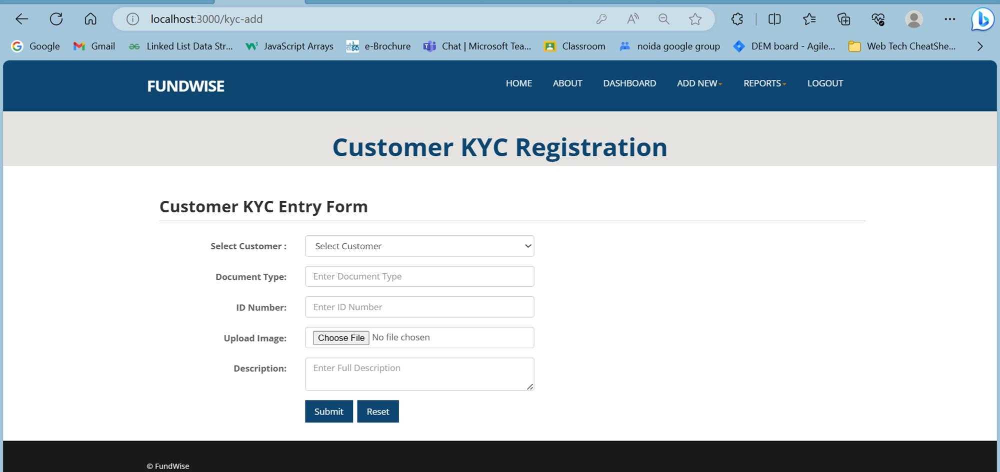 localhost:3000/kyc-add
Google Gmail Linked List Data Str... JavaScript Arrays e-Brochure Chat | Microsoft Tea... Classroom noida google group DEM board - Agile... Web Tech CheatShe...
FUNDWISE HOME ABOUT DASHBOARD ADD NEW REPORTS LOGOUT
Customer KYC Registration
Customer KYC Entry Form
Select Customer : Select Customer
Document Type: Enter Document Type
ID Number: Enter ID Number
Upload Image: Choose File No file chosen
Description: Enter Full Description
Submit Reset
© FundWise